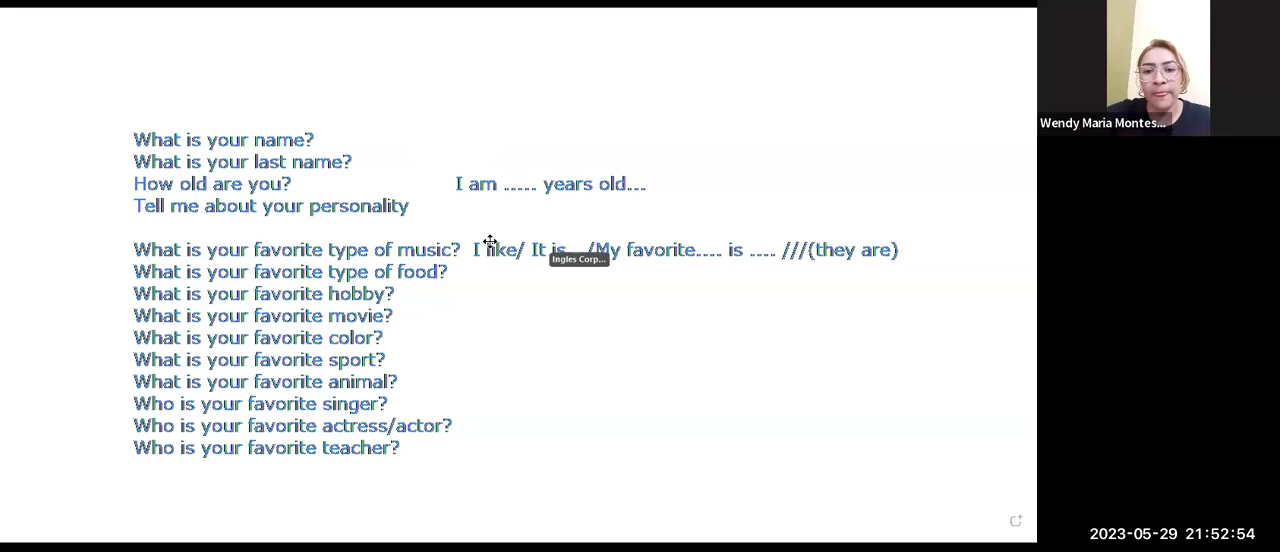 What is your name?
What is your last name?
How old are you? I am ..... years old...
Tell me about your personality
What is your favorite type of music? I like/ It is.../My favorite.... is .... ///(they are)
Ingles Corp...
What is your favorite type of food?
What is your favorite hobby?
What is your favorite movie?
What is your favorite color?
What is your favorite sport?
What is your favorite animal?
Who is your favorite singer?
Who is your favorite actress/actor?
Who is your favorite teacher?
Wendy Maria Montes...
2023-05-29 21:52:54